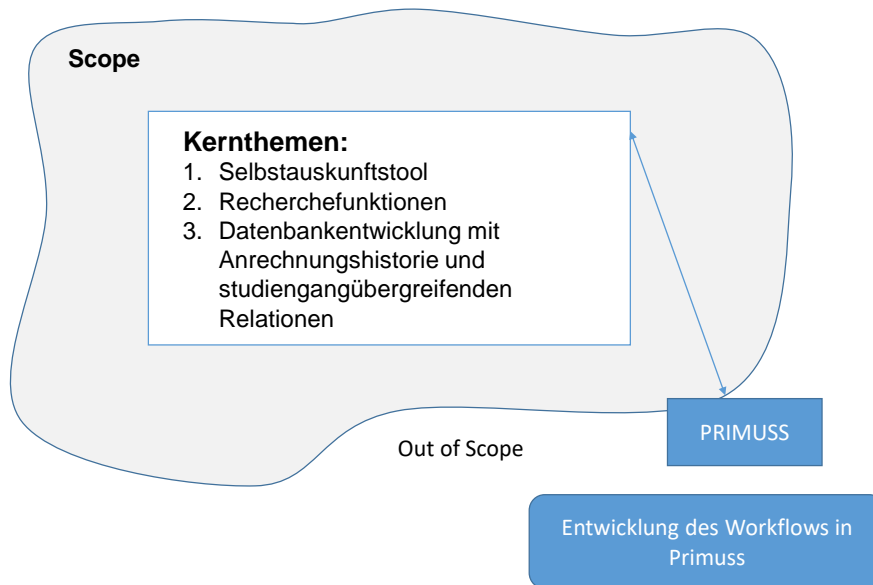 Scope
Kernthemen:
1. Selbstauskunftstool
2. Recherchefunktionen
3. Datenbankentwicklung mit
Anrechnungshistorie und
studiengangübergreifenden
Relationen
PRIMUSS
Out of Scope
Entwicklung des Workflows in
Primuss